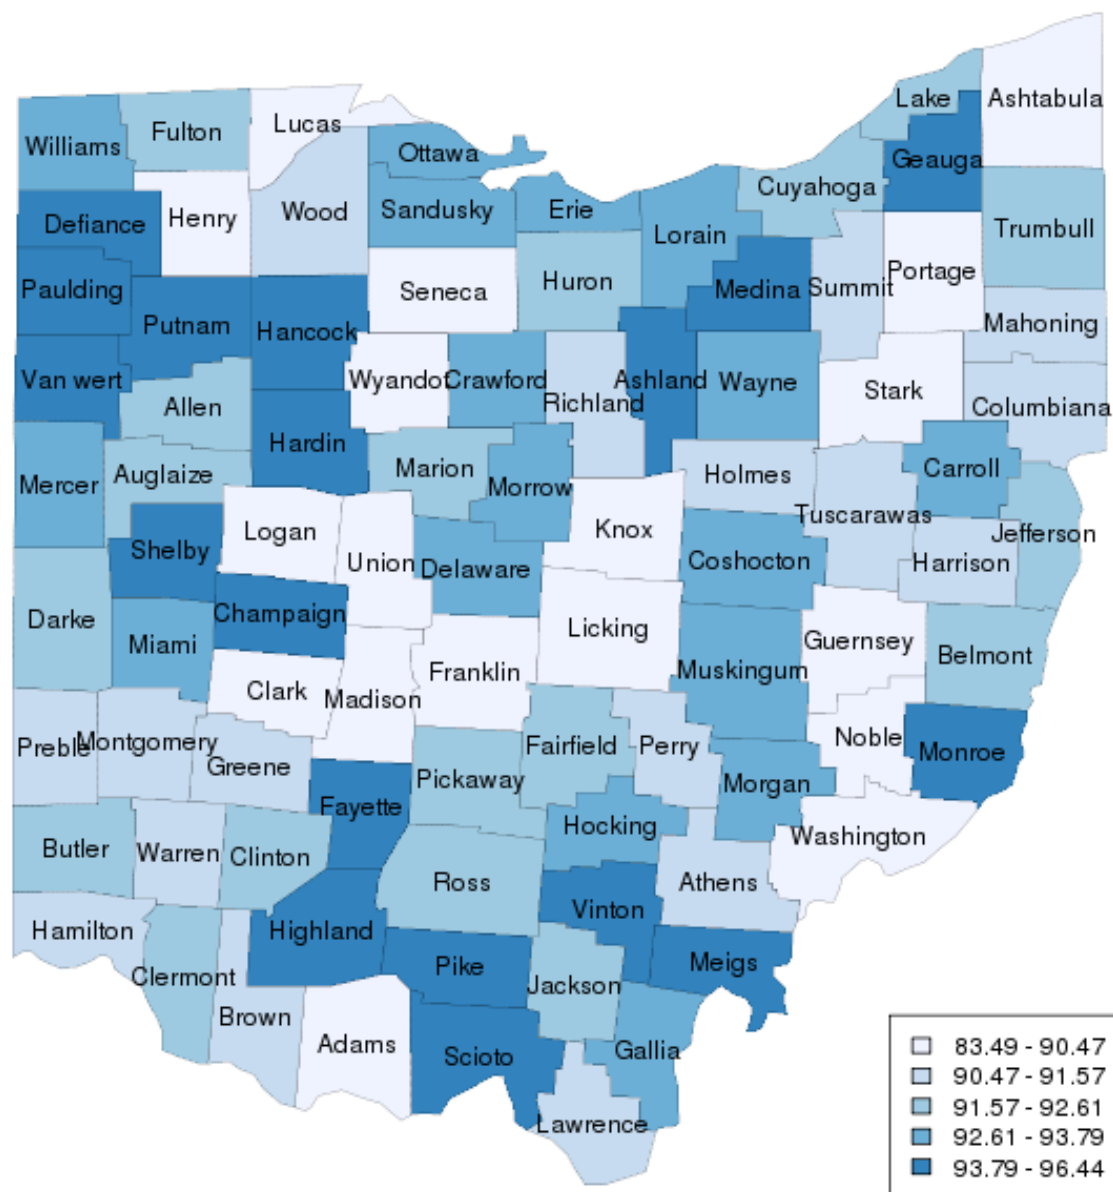 Ashtabula
Lake
Lucas
Fulton
Williams
Ottawa
Geauga
Cuyahoga
Henry
Wood
Sandusky
Erie
Defiance
Lorain
Trumbull
Portage
Huron
Paulding
Seneca
Medina
Summit
Putnam
Hancock
Mahoning
Van wert
Wyandot
Crawford
Ashland
Wayne
Stark
Richland
Allen
Columbiana
Hardin
Marion
Carroll
Auglaize
Holmes
Mercer
Morrow
Tuscarawas
Logan
Knox
Jefferson
Shelby
Union
Delaware
Coshocton
Harrison
Champaign
Darke
Licking
Miami
Guernsey
Belmont
Franklin
Muskingum
Clark
Madison
Preble
Montgomery
Fairfield
Perry
Noble
Monroe
Greene
Pickaway
Morgan
Fayette
Hocking
Washington
Butler
Warren
Clinton
Ross
Athens
Vinton
Hamilton
Highland
Meigs
Pike
Clermont
Jackson
Brown
Adams
Scioto
Gallia
Lawrence
83.49 - 90.47
90.47 - 91.57
91.57 - 92.61
92.61 - 93.79
93.79 - 96.44